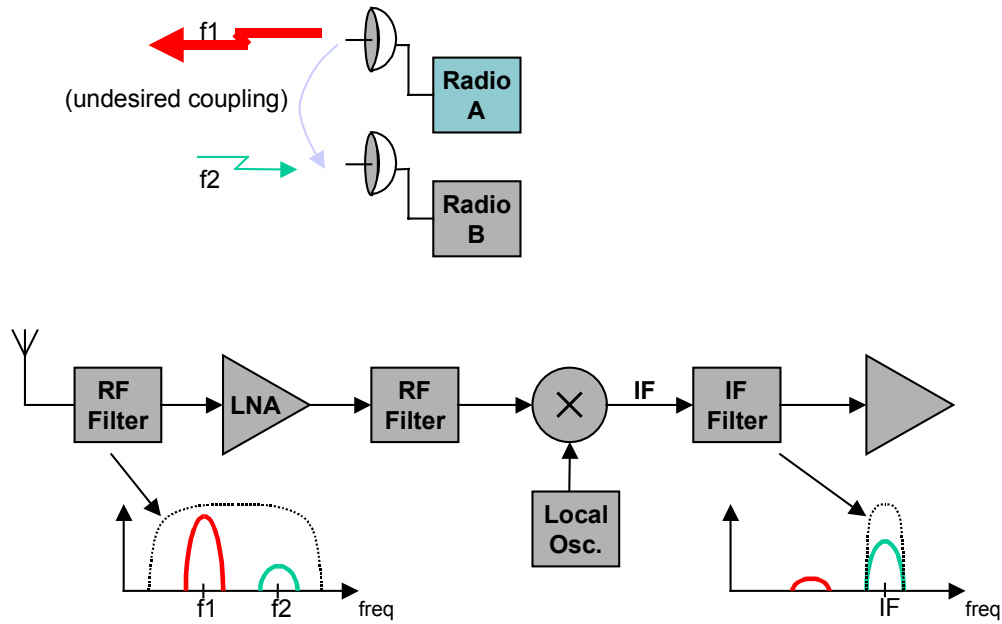 f1
Radio
A
(undesired coupling)
f2
Radio
B
RF
Filter
LNA
RF
Filter
IF
IF
Filter
Local
Osc.
f1
f2
freq
IF
freq